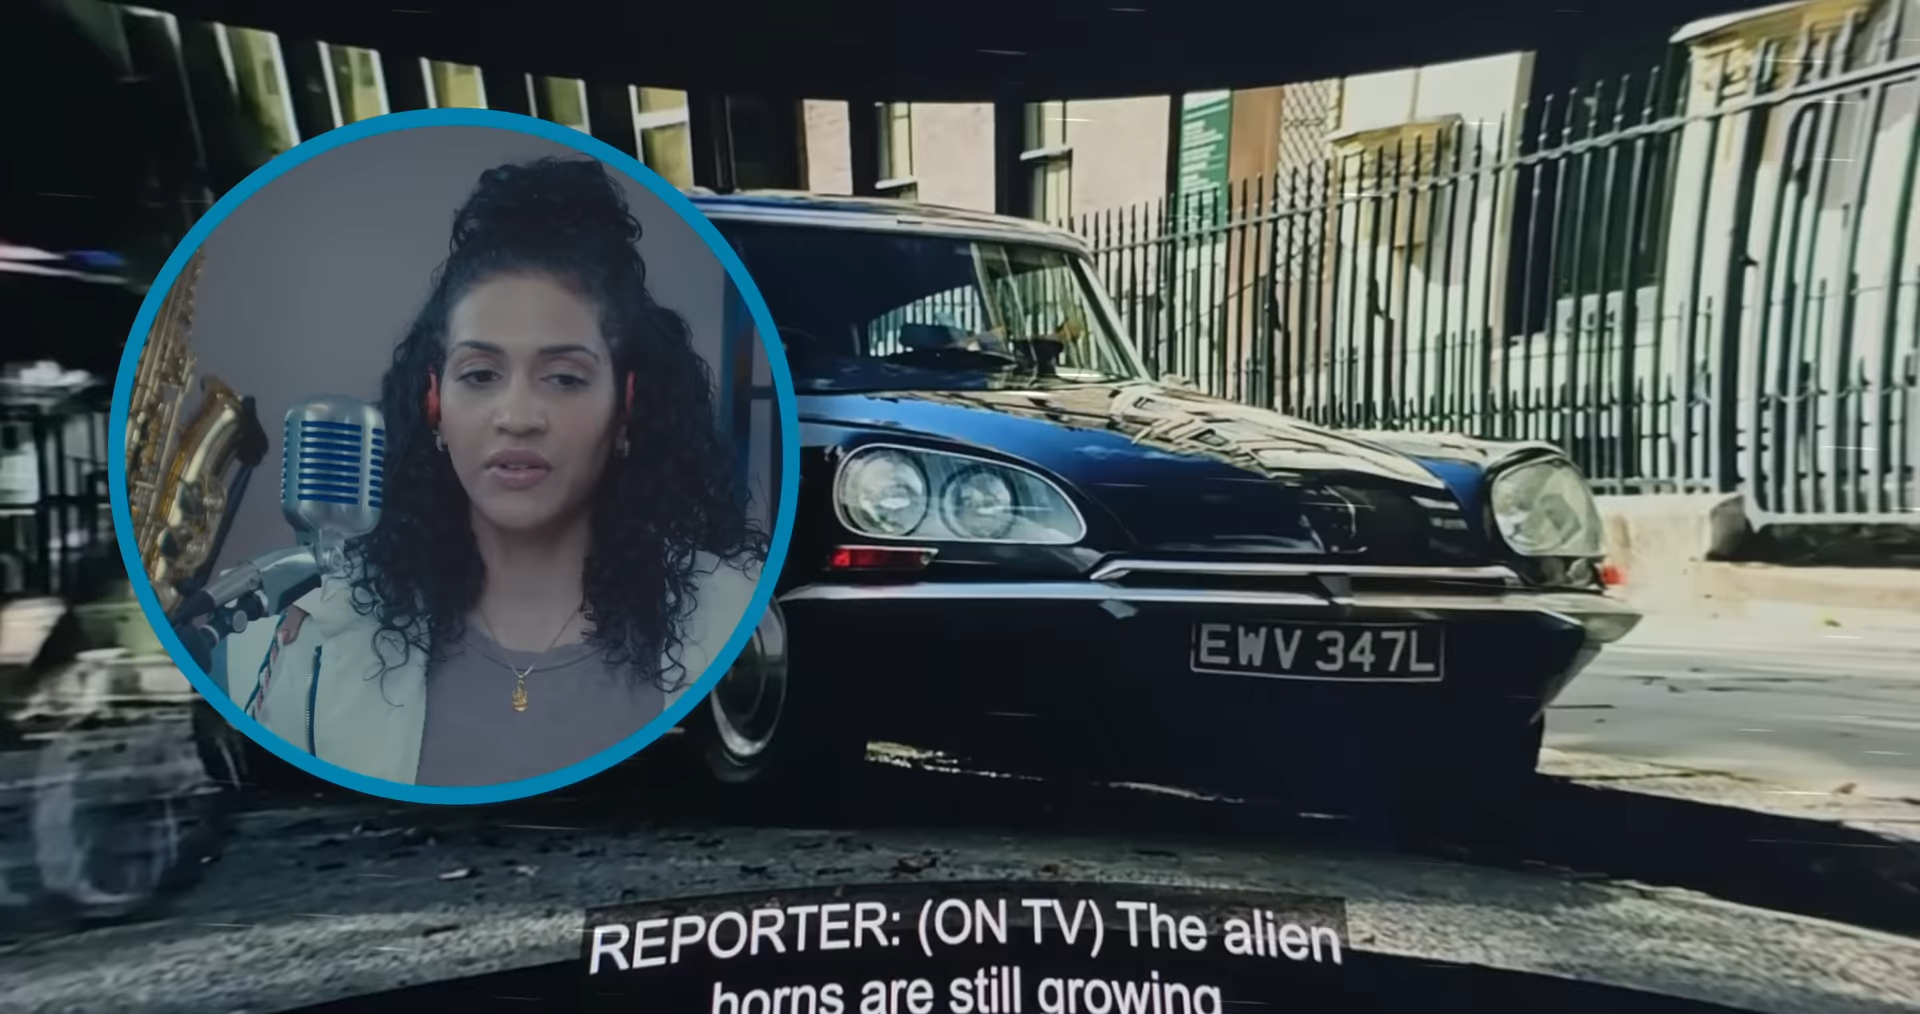 EWV 347L
REPORTER: (ON TV) The alien
horns are still growing